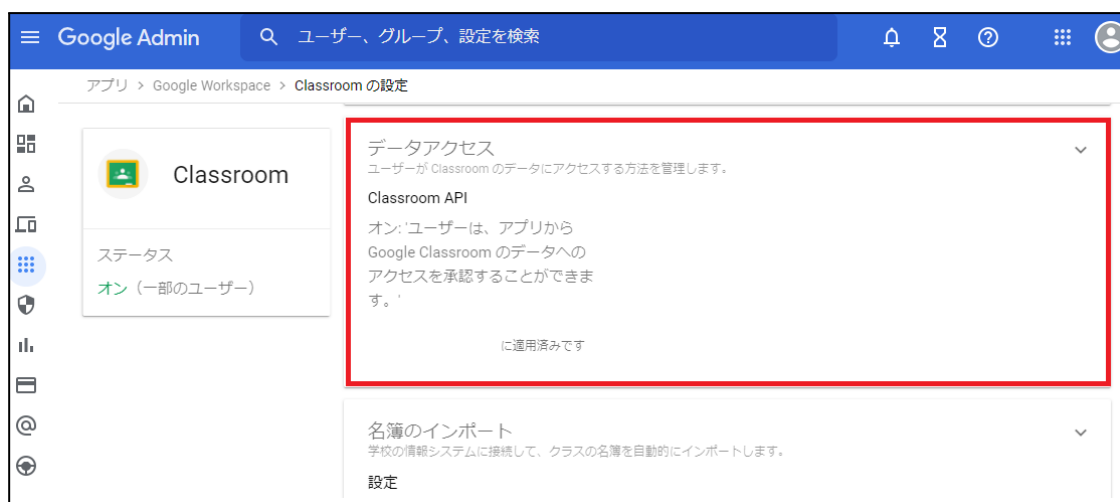 Google Admin
ユーザー、グループ、設定を検索
アプリ > Google Workspace > Classroom の設定
Classroom
ステータス
オン（一部のユーザー）
データアクセス
ユーザーが Classroom のデータにアクセスする方法を管理します。
Classroom API
オン: 'ユーザーは、アプリから
Google Classroom のデータへの
アクセスを承認することができま
す。'
に適用済みです
名簿のインポート
学校の情報システムに接続して、クラスの名簿を自動的にインポートします。
設定